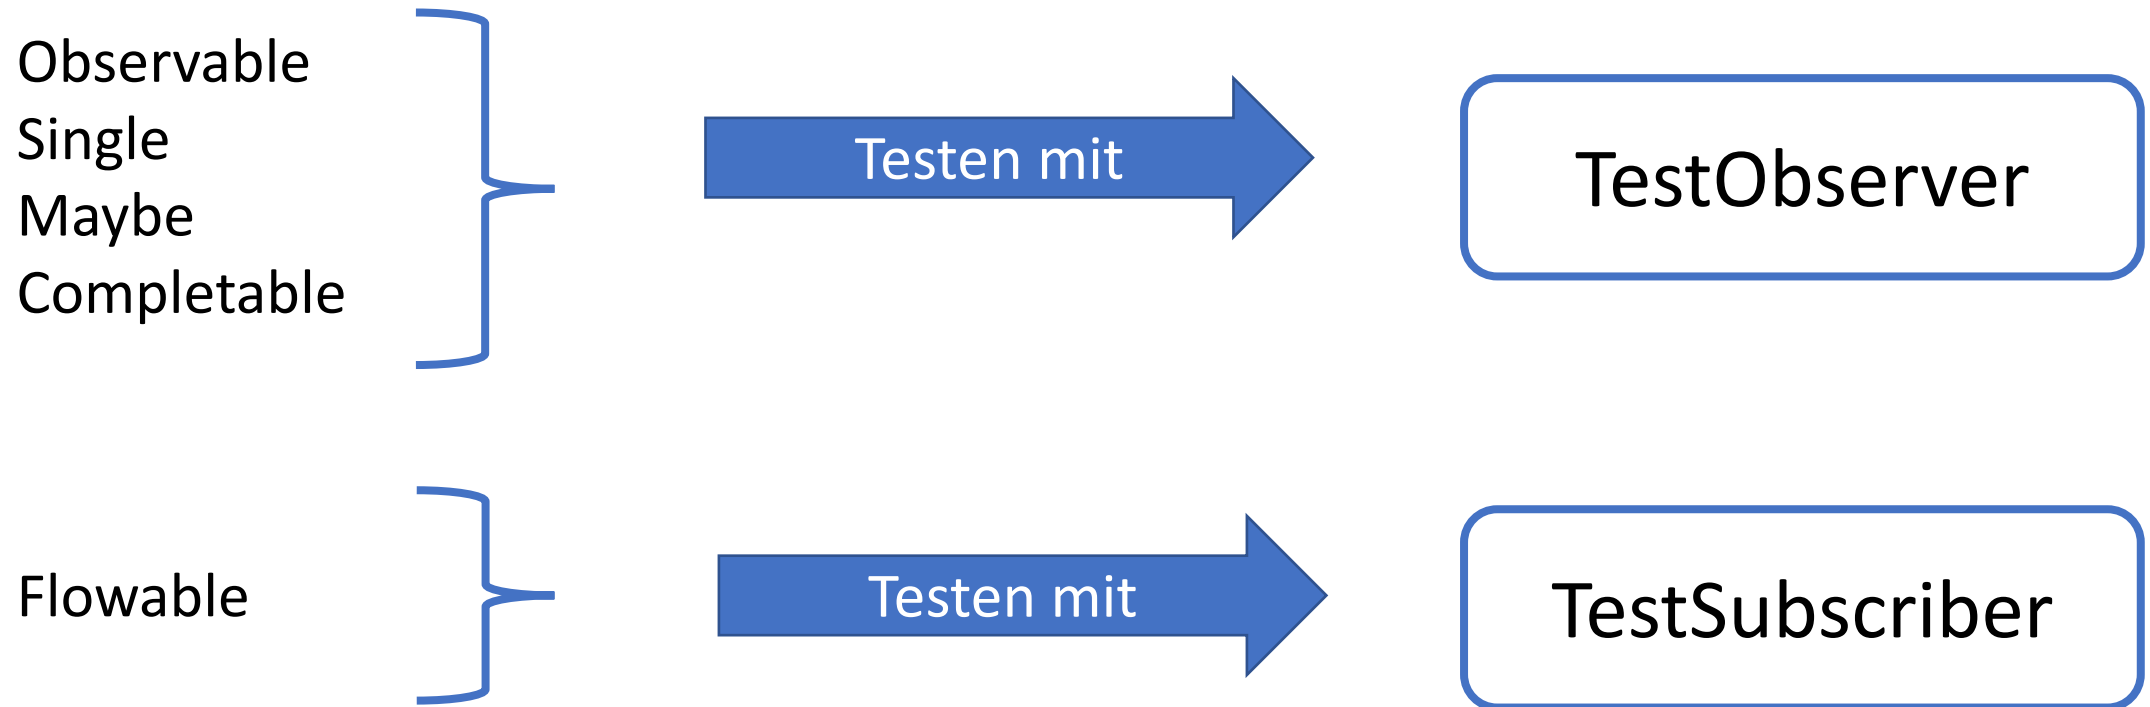 Observable
Single
Maybe
Completable
Testen mit
TestObserver
Flowable
Testen mit
TestSubscriber